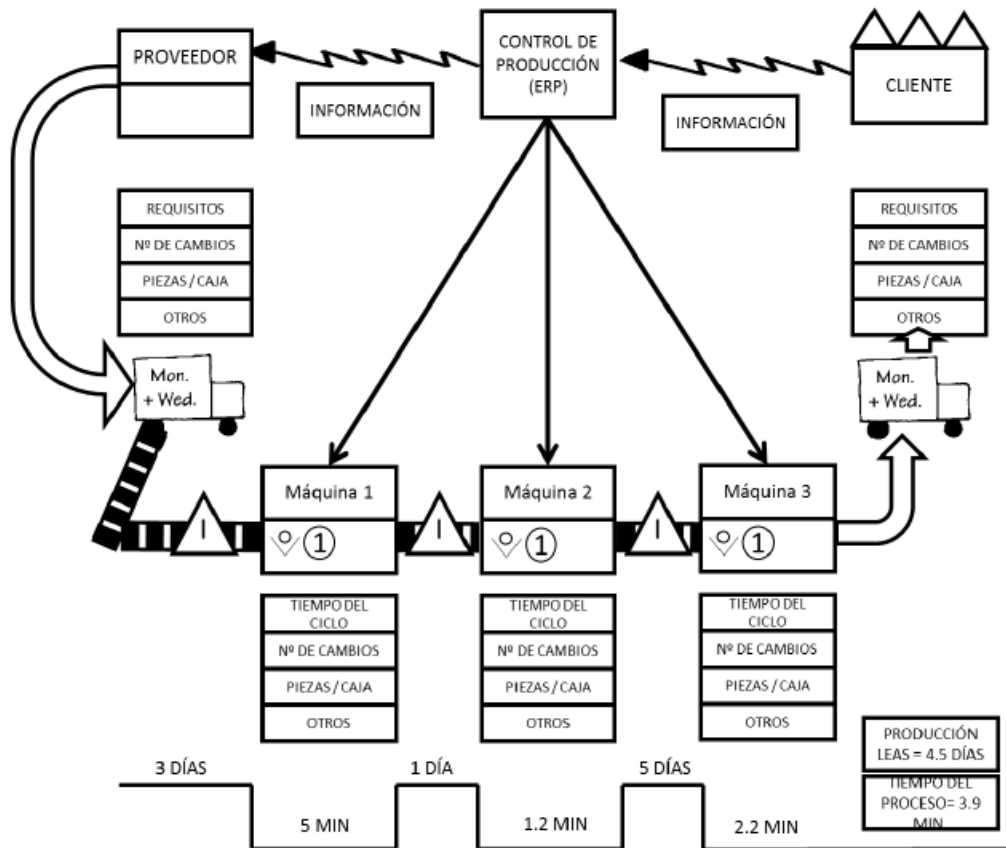 PROVEEDOR
CONTROL DE
PRODUCCIÓN
(ERP)
CLIENTE
INFORMACIÓN
INFORMACIÓN
REQUISITOS
Nº DE CAMBIOS
PIEZAS / CAJA
OTROS
REQUISITOS
Nº DE CAMBIOS
PIEZAS / CAJA
OTROS
Mon.
+ Wed.
Mon.
+ Wed.
Máquina 1
Máquina 2
Máquina 3
I
1
I
1
I
1
TIEMPO DEL
CICLO
Nº DE CAMBIOS
PIEZAS / CAJA
OTROS
TIEMPO DEL
CICLO
Nº DE CAMBIOS
PIEZAS / CAJA
OTROS
TIEMPO DEL
CICLO
Nº DE CAMBIOS
PIEZAS / CAJA
OTROS
PRODUCCIÓN
LEAS = 4.5 DÍAS
TIEMPO DEL
PROCESO= 3.9
MIN
3 DÍAS
1 DÍA
5 DÍAS
5 MIN
1.2 MIN
2.2 MIN